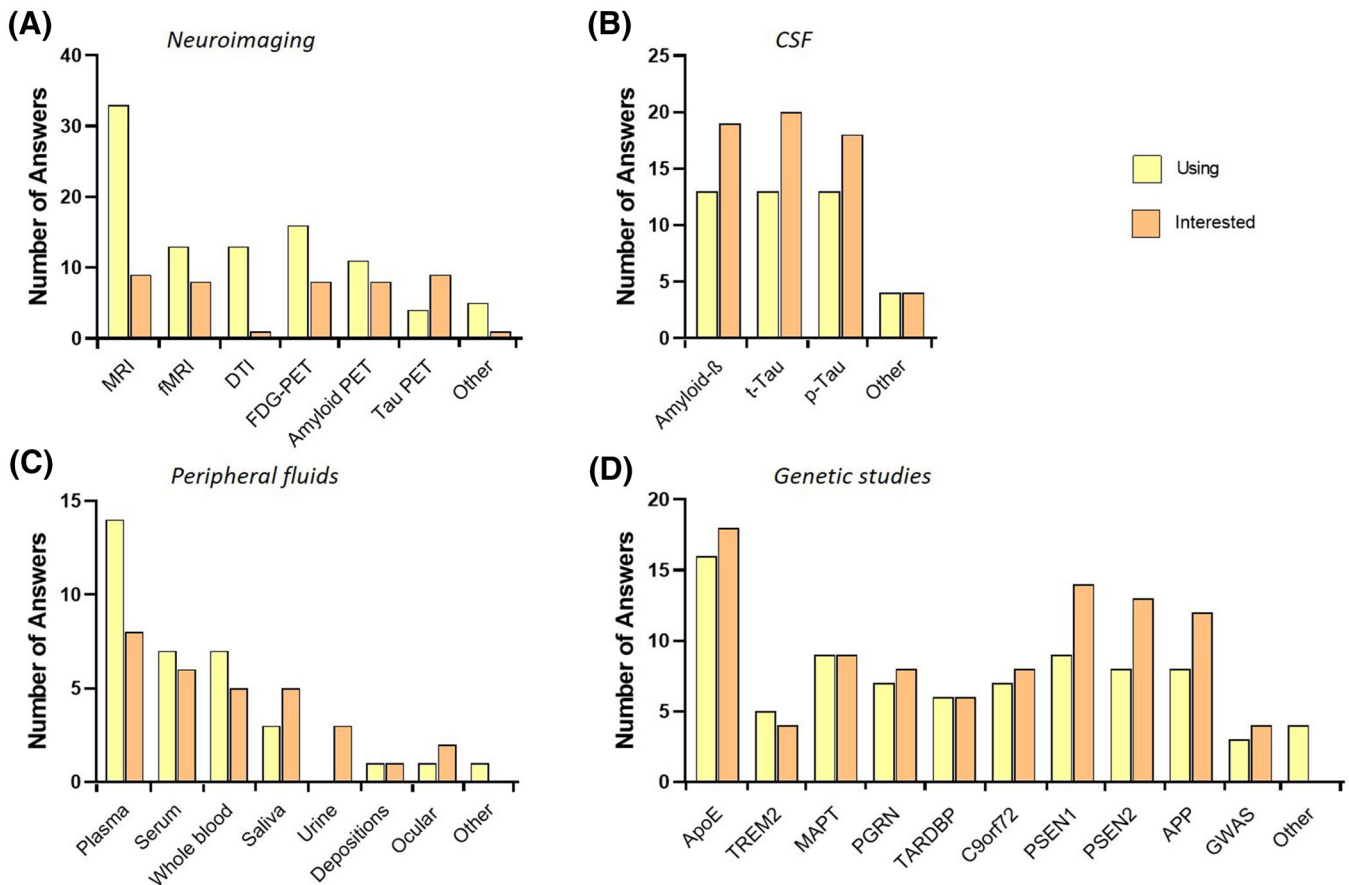 (A)
Neuroimaging
Number of Answers
40
30
20
10
0
MRI
fMRI
DTI
FDG-PET
Amyloid PET
Tau PET
Other
(B)
CSF
Number of Answers
25
20
15
10
5
0
Amyloid-ß
t-Tau
p-Tau
Other
Using
Interested
(C)
Peripheral fluids
Number of Answers
15
10
5
0
Plasma
Serum
Whole blood
Saliva
Urine
Depositions
Ocular
Other
(D)
Genetic studies
Number of Answers
20
15
10
5
0
ApoE
TREM2
MAPT
PGRN
TARDBP
C9orf72
PSEN1
PSEN2
APP
GWAS
Other